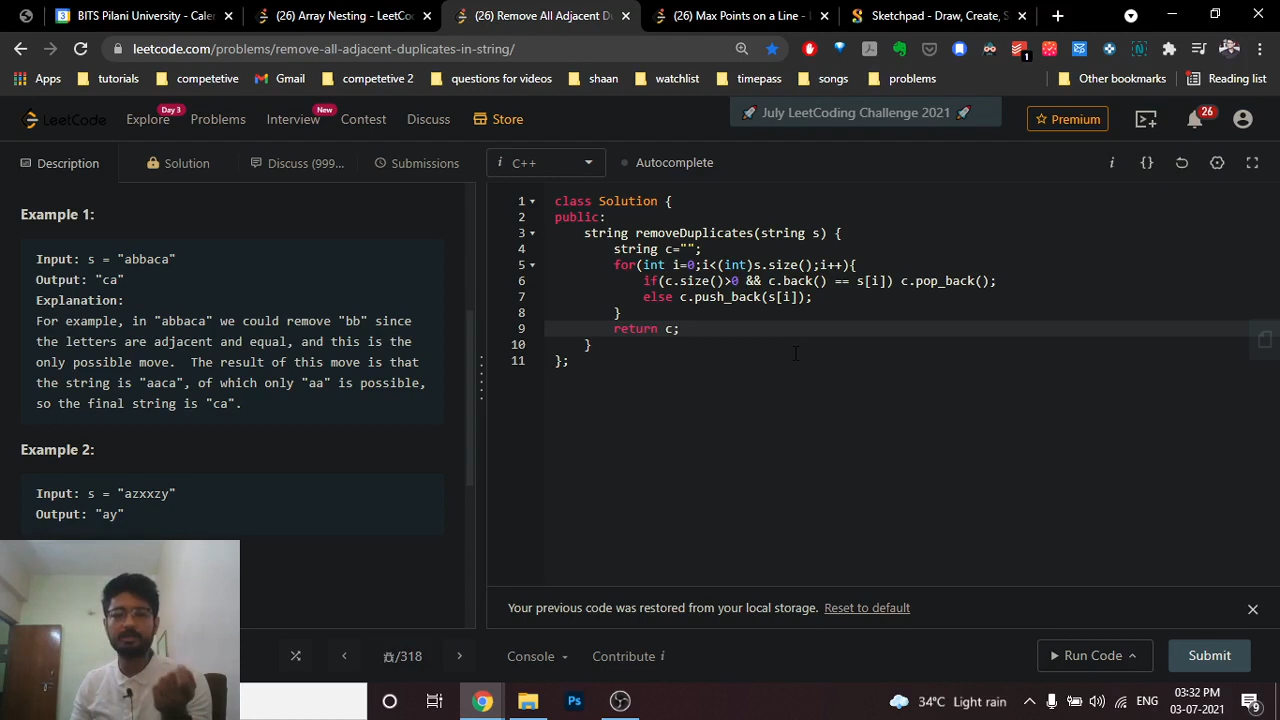 BITS Pilani University - Caler
(26) Array Nesting - LeetCo
(26) Remove All Adjacent Du
(26) Max Points on a Line - L
Sketchpad - Draw, Create, S
leetcode.com/problems/remove-all-adjacent-duplicates-in-string/
1
Apps
tutorials
competetive
Gmail
competetive 2
questions for videos
shaan
watchlist
timepass
songs
problems
Other bookmarks
Reading list
LeetCode
Explore
Day 3
Problems
Interview
New
Contest
Discuss
Store
July LeetCoding Challenge 2021
Premium
26
Description
Solution
Discuss (999...
Submissions
i C++
Autocomplete
Example 1:
Input: s = "abbaca"
Output: "ca"
Explanation:
For example, in "abbaca" we could remove "bb" since
the letters are adjacent and equal, and this is the
only possible move. The result of this move is that
the string is "aaca", of which only "aa" is possible,
so the final string is "ca".
Example 2:
Input: s = "azxxzy"
Output: "ay"
1 class Solution {
2 public:
3 string removeDuplicates(string s) {
4 string c="";
5 for(int i=0;i<(int)s.size();i++){
6 if(c.size()>0 && c.back() == s[i]) c.pop_back();
7 else c.push_back(s[i]);
8 }
9 return c;
10 }
11 };
Your previous code was restored from your local storage. Reset to default
/318
Console
Contribute i
Run Code
Submit
Ps
34°C Light rain
ENG
03:32 PM
03-07-2021
9